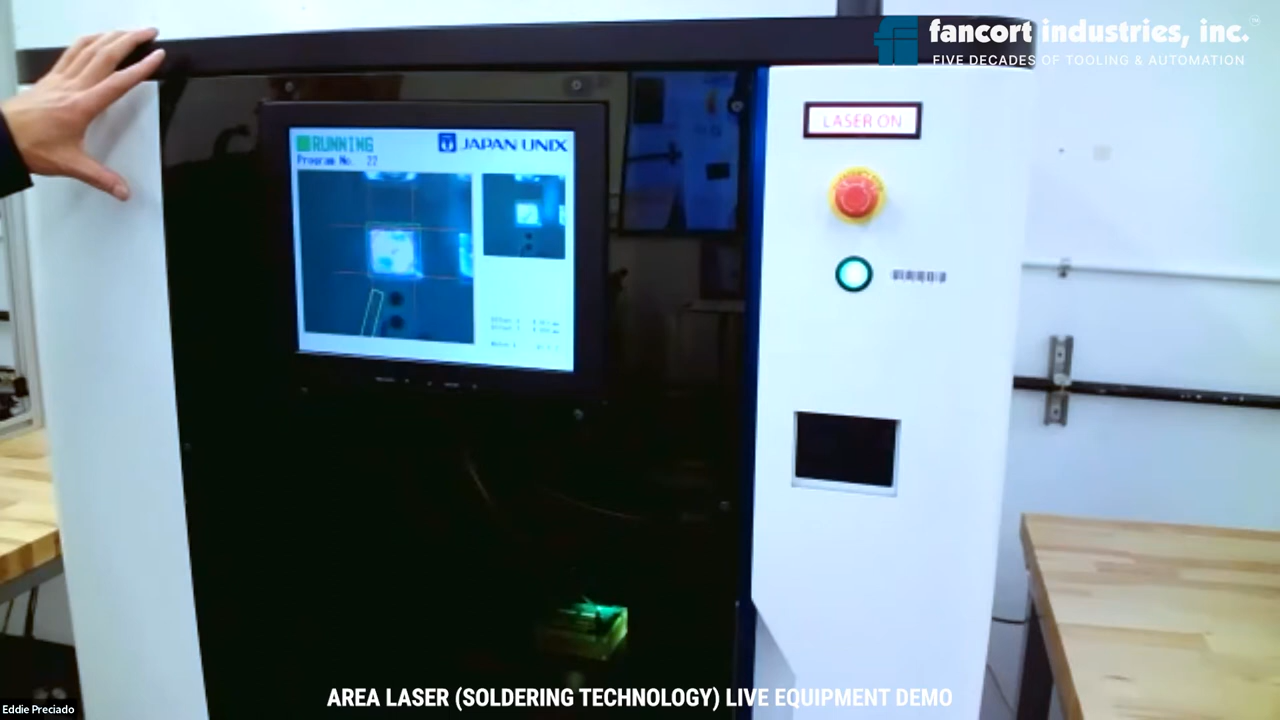 fancort industries, inc.™
FIVE DECADES OF TOOLING & AUTOMATION
LASER ON
RUNNING
JAPAN UNIX
Program No. 22
AREA LASER (SOLDERING TECHNOLOGY) LIVE EQUIPMENT DEMO
Eddie Preciado